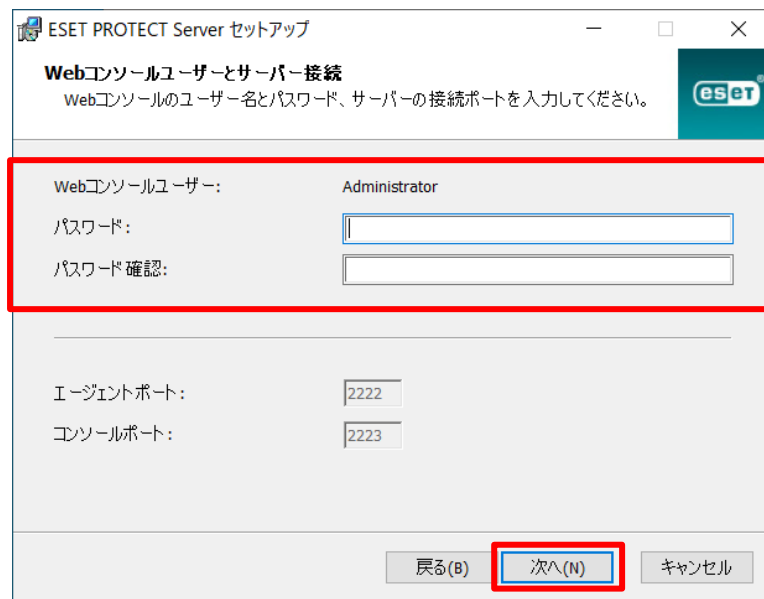 ESET PROTECT Server セットアップ
Webコンソールユーザーとサーバー接続
Webコンソールのユーザー名とパスワード、サーバーの接続ポートを入力してください。
eseT®
Webコンソールユーザー: Administrator
パスワード:
パスワード確認:
エージェントポート: 2222
コンソールポート: 2223
戻る(B) 次へ(N) キャンセル